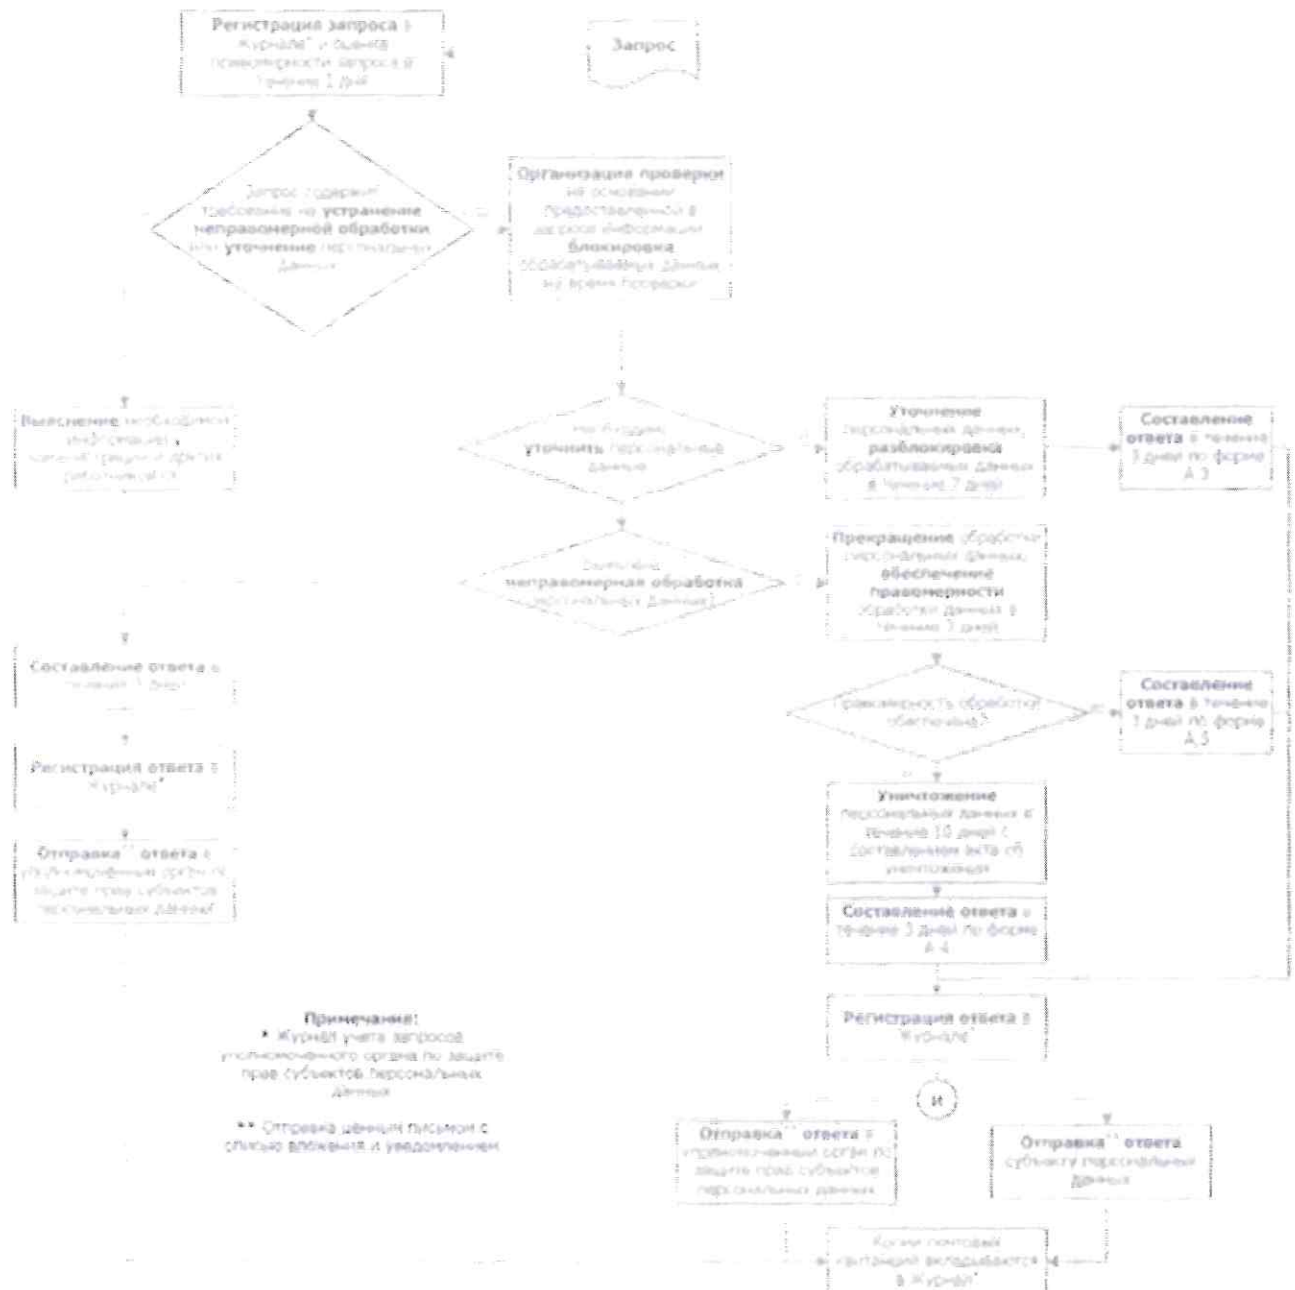 Регистрация запроса в
Журнале* и оценка
правомерности запроса в
течение 1 дня
Запрос
Запрос содержит
требование на устранение
неправомерной обработки
или уточнение персональных
данных
Организация проверки
на основании
предоставленной в
запросе информации
блокировка
обрабатываемых данных
на время проверки
Выяснение необходимой
информации у
других
уточнить персональные
данные
Уточнение
персональных данных,
разблокировка
обрабатываемых данных
в течение 7 дней
Составление
ответа в течение
3 дней по форме
А.3
неправомерная обработка
персональных данных?
Прекращение обработки
персональных данных,
обеспечение
правомерности
обработки данных в
течение 3 дней
Составление ответа в
течение дней
Правомерность обработки
обеспечена?
Составление
ответа в течение
3 дней по форме
А.5
Регистрация ответа в
Журнале*
Уничтожение
персональных данных в
течение 10 дней с
составлением акта об
уничтожении
Отправка** ответа в
уполномоченный орган по
защите прав субъектов
персональных данных
Составление ответа в
течение 3 дней по форме
А.4
Регистрация ответа в
Журнале*
Примечания:
* Журнал учета запросов
уполномоченного органа по защите
прав субъектов персональных
данных
** Отправка ценным письмом с
описью вложения и уведомлением
И
Отправка** ответа в
уполномоченный орган по
защите прав субъектов
персональных данных
Отправка** ответа
субъекту персональных
данных
Копии почтовых
квитанций вкладываются
в Журнал*